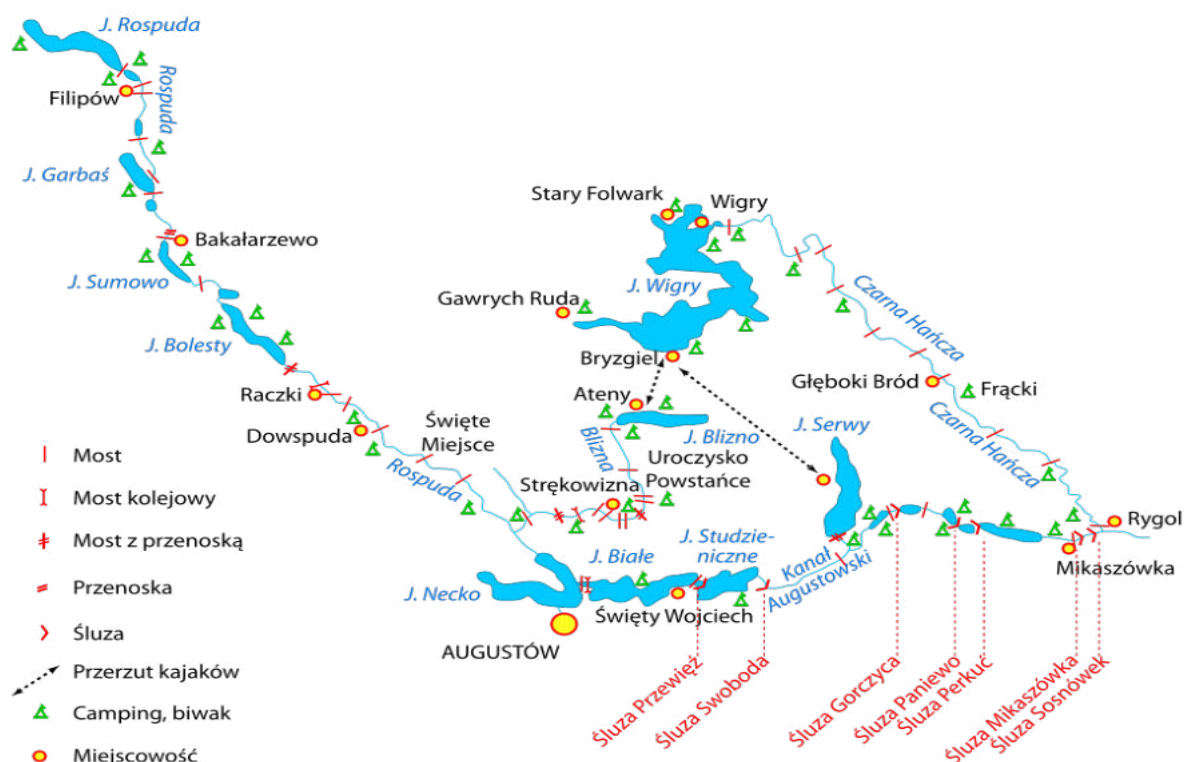 J. Rospuda
Rospuda
Filipów
J. Garbaś
Bakałarzewo
J. Sumowo
J. Bolesty
Raczki
Dowspuda
Święte
Miejsce
Rospuda
Stary Folwark
Wigry
J. Wigry
Gawrych Ruda
Bryzgiel
Ateny
J. Blizno
Blizna
Uroczysko
Powstańce
Strękowizna
Czarna Hańcza
Głęboki Bród
Frącki
Czarna Hańcza
J. Serwy
Rygol
Mikaszówka
Kanał
Augustowski
J. Studzie-
niczne
J. Białe
J. Necko
Święty Wojciech
AUGUSTÓW
Śluza Przewięź
Śluza Swoboda
Śluza Gorczyca
Śluza Paniewo
Śluza Perkuć
Śluza Mikaszówka
Śluza Sosnówek
Most
Most kolejowy
Most z przenoską
Przenoska
Śluza
Przerzut kajaków
Camping, biwak
Miejscowość